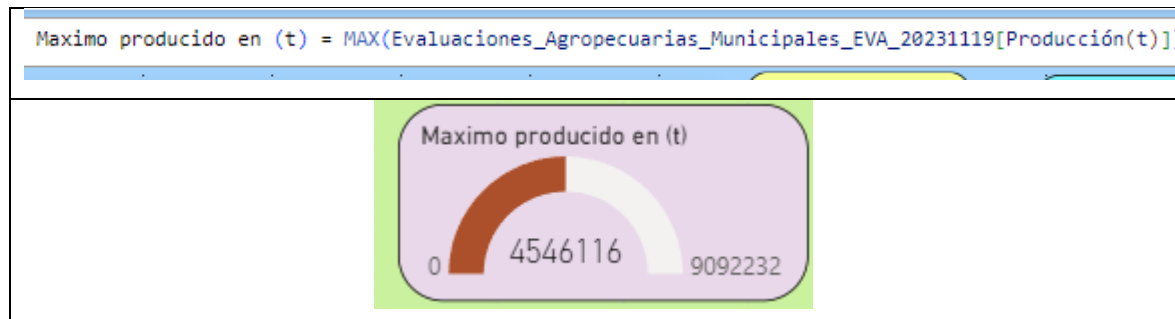 Maximo producido en (t) = MAX(Evaluaciones_Agropecuarias_Municipales_EVA_20231119[Producción(t)])
Maximo producido en (t)
4546116
0
9092232